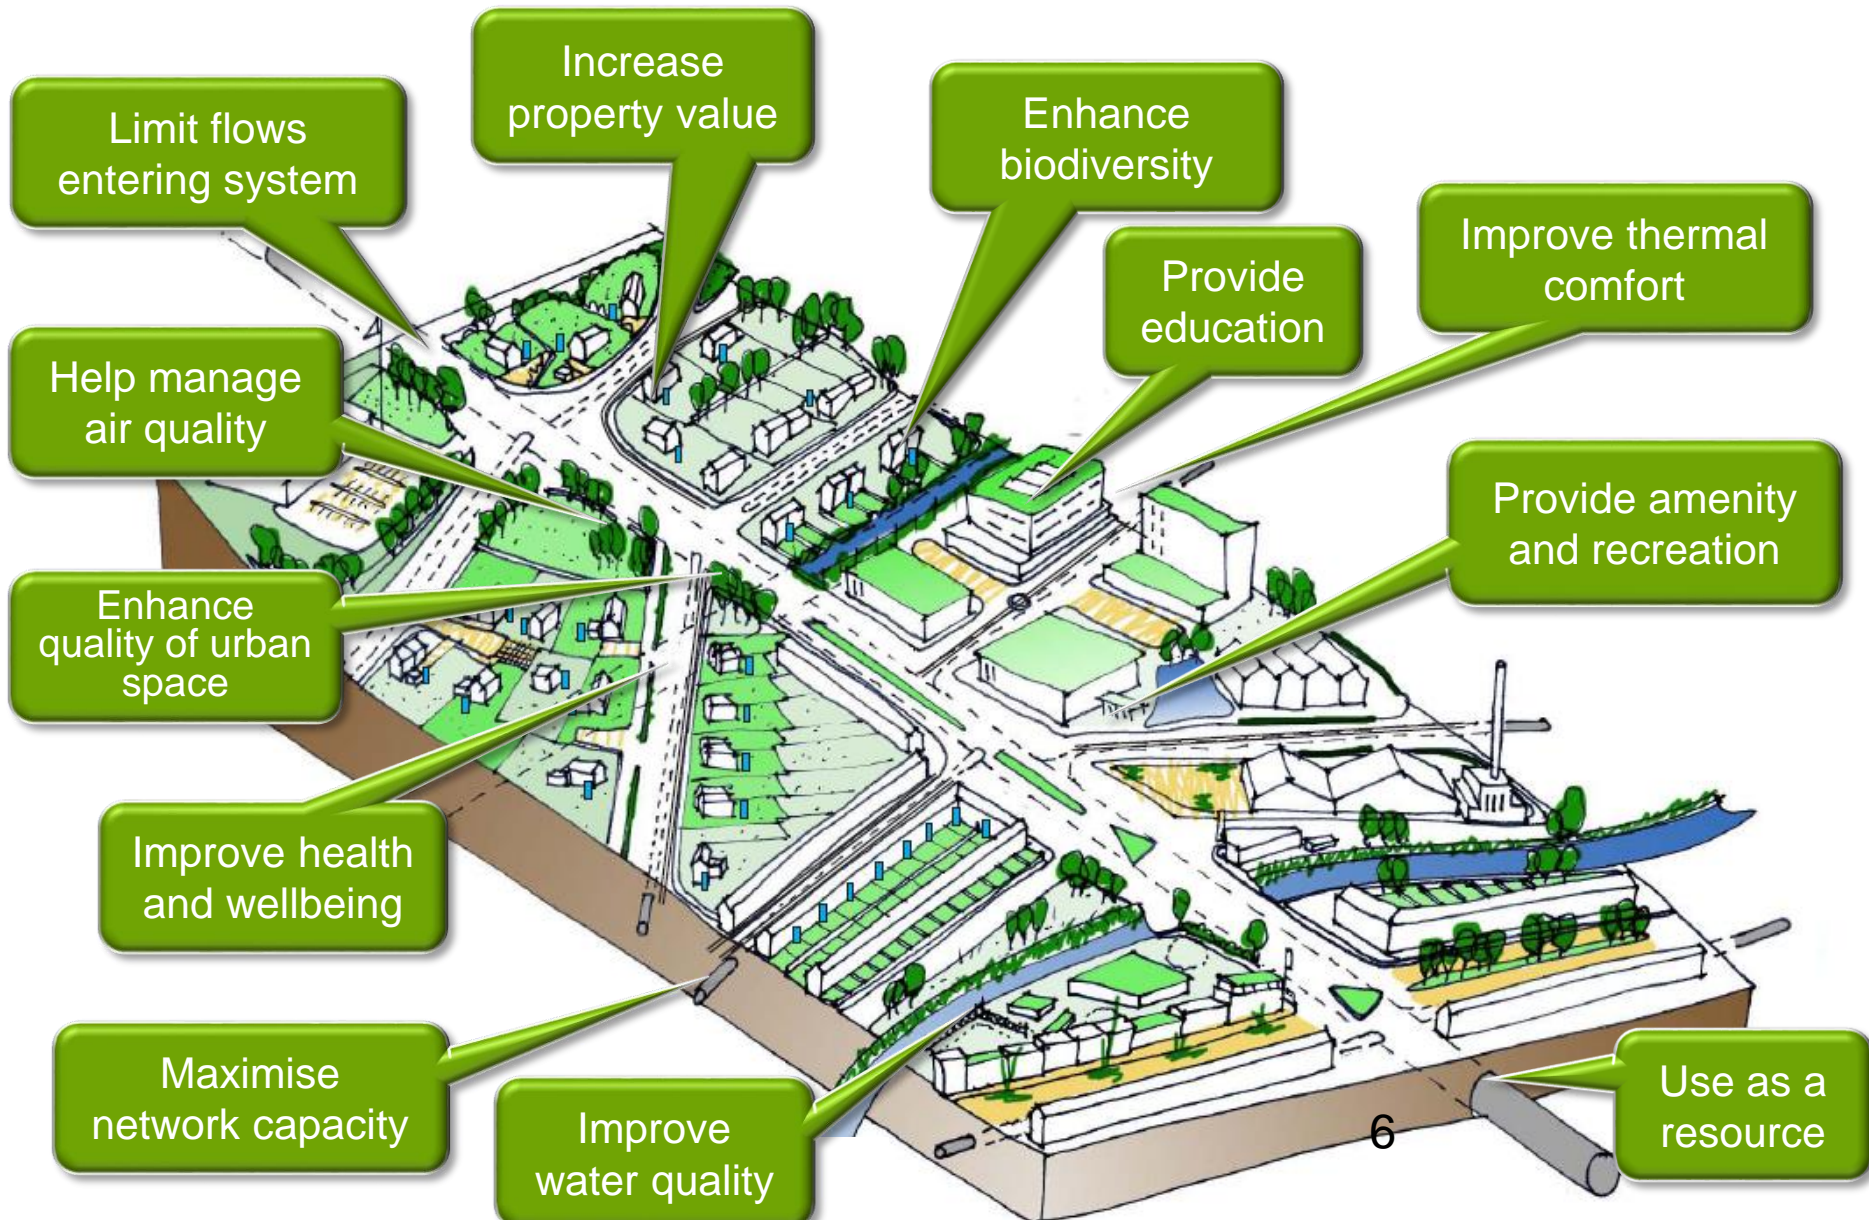 Increase
property value
Limit flows
entering system
Enhance
biodiversity
Improve thermal
comfort
Provide
education
Help manage
air quality
Provide amenity
and recreation
Enhance
quality of urban
space
Improve health
and wellbeing
Maximise
network capacity
Improve
water quality
Use as a
resource
6